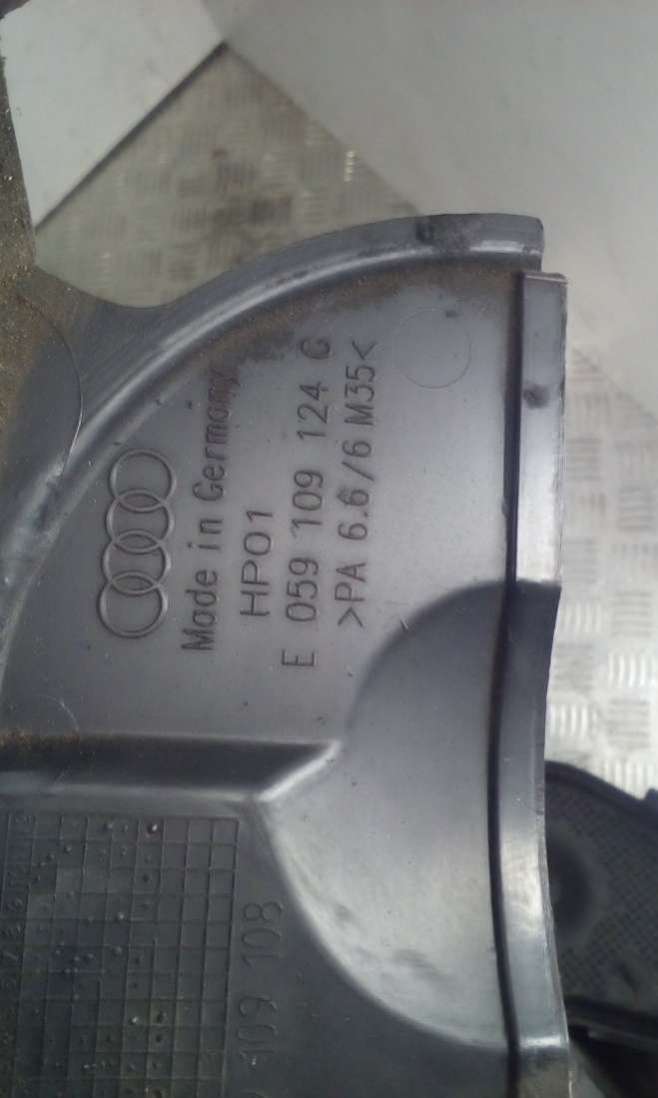 Made in Germany
HP01
E 059 109 124 G
>PA 6.6/6 M35<
109 108